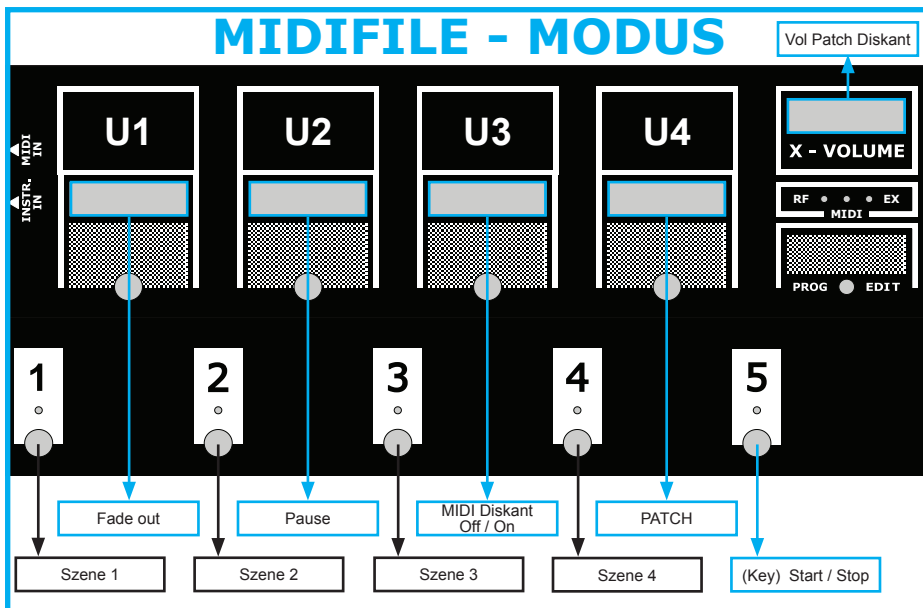 MIDIFILE - MODUS
Vol Patch Diskant
U1
U2
U3
U4
MIDI
IN
INSTR.
IN
X - VOLUME
RF
EX
MIDI
PROG
EDIT
1
2
3
4
5
Fade out
Pause
MIDI Diskant
Off / On
PATCH
Szene 1
Szene 2
Szene 3
Szene 4
(Key) Start / Stop